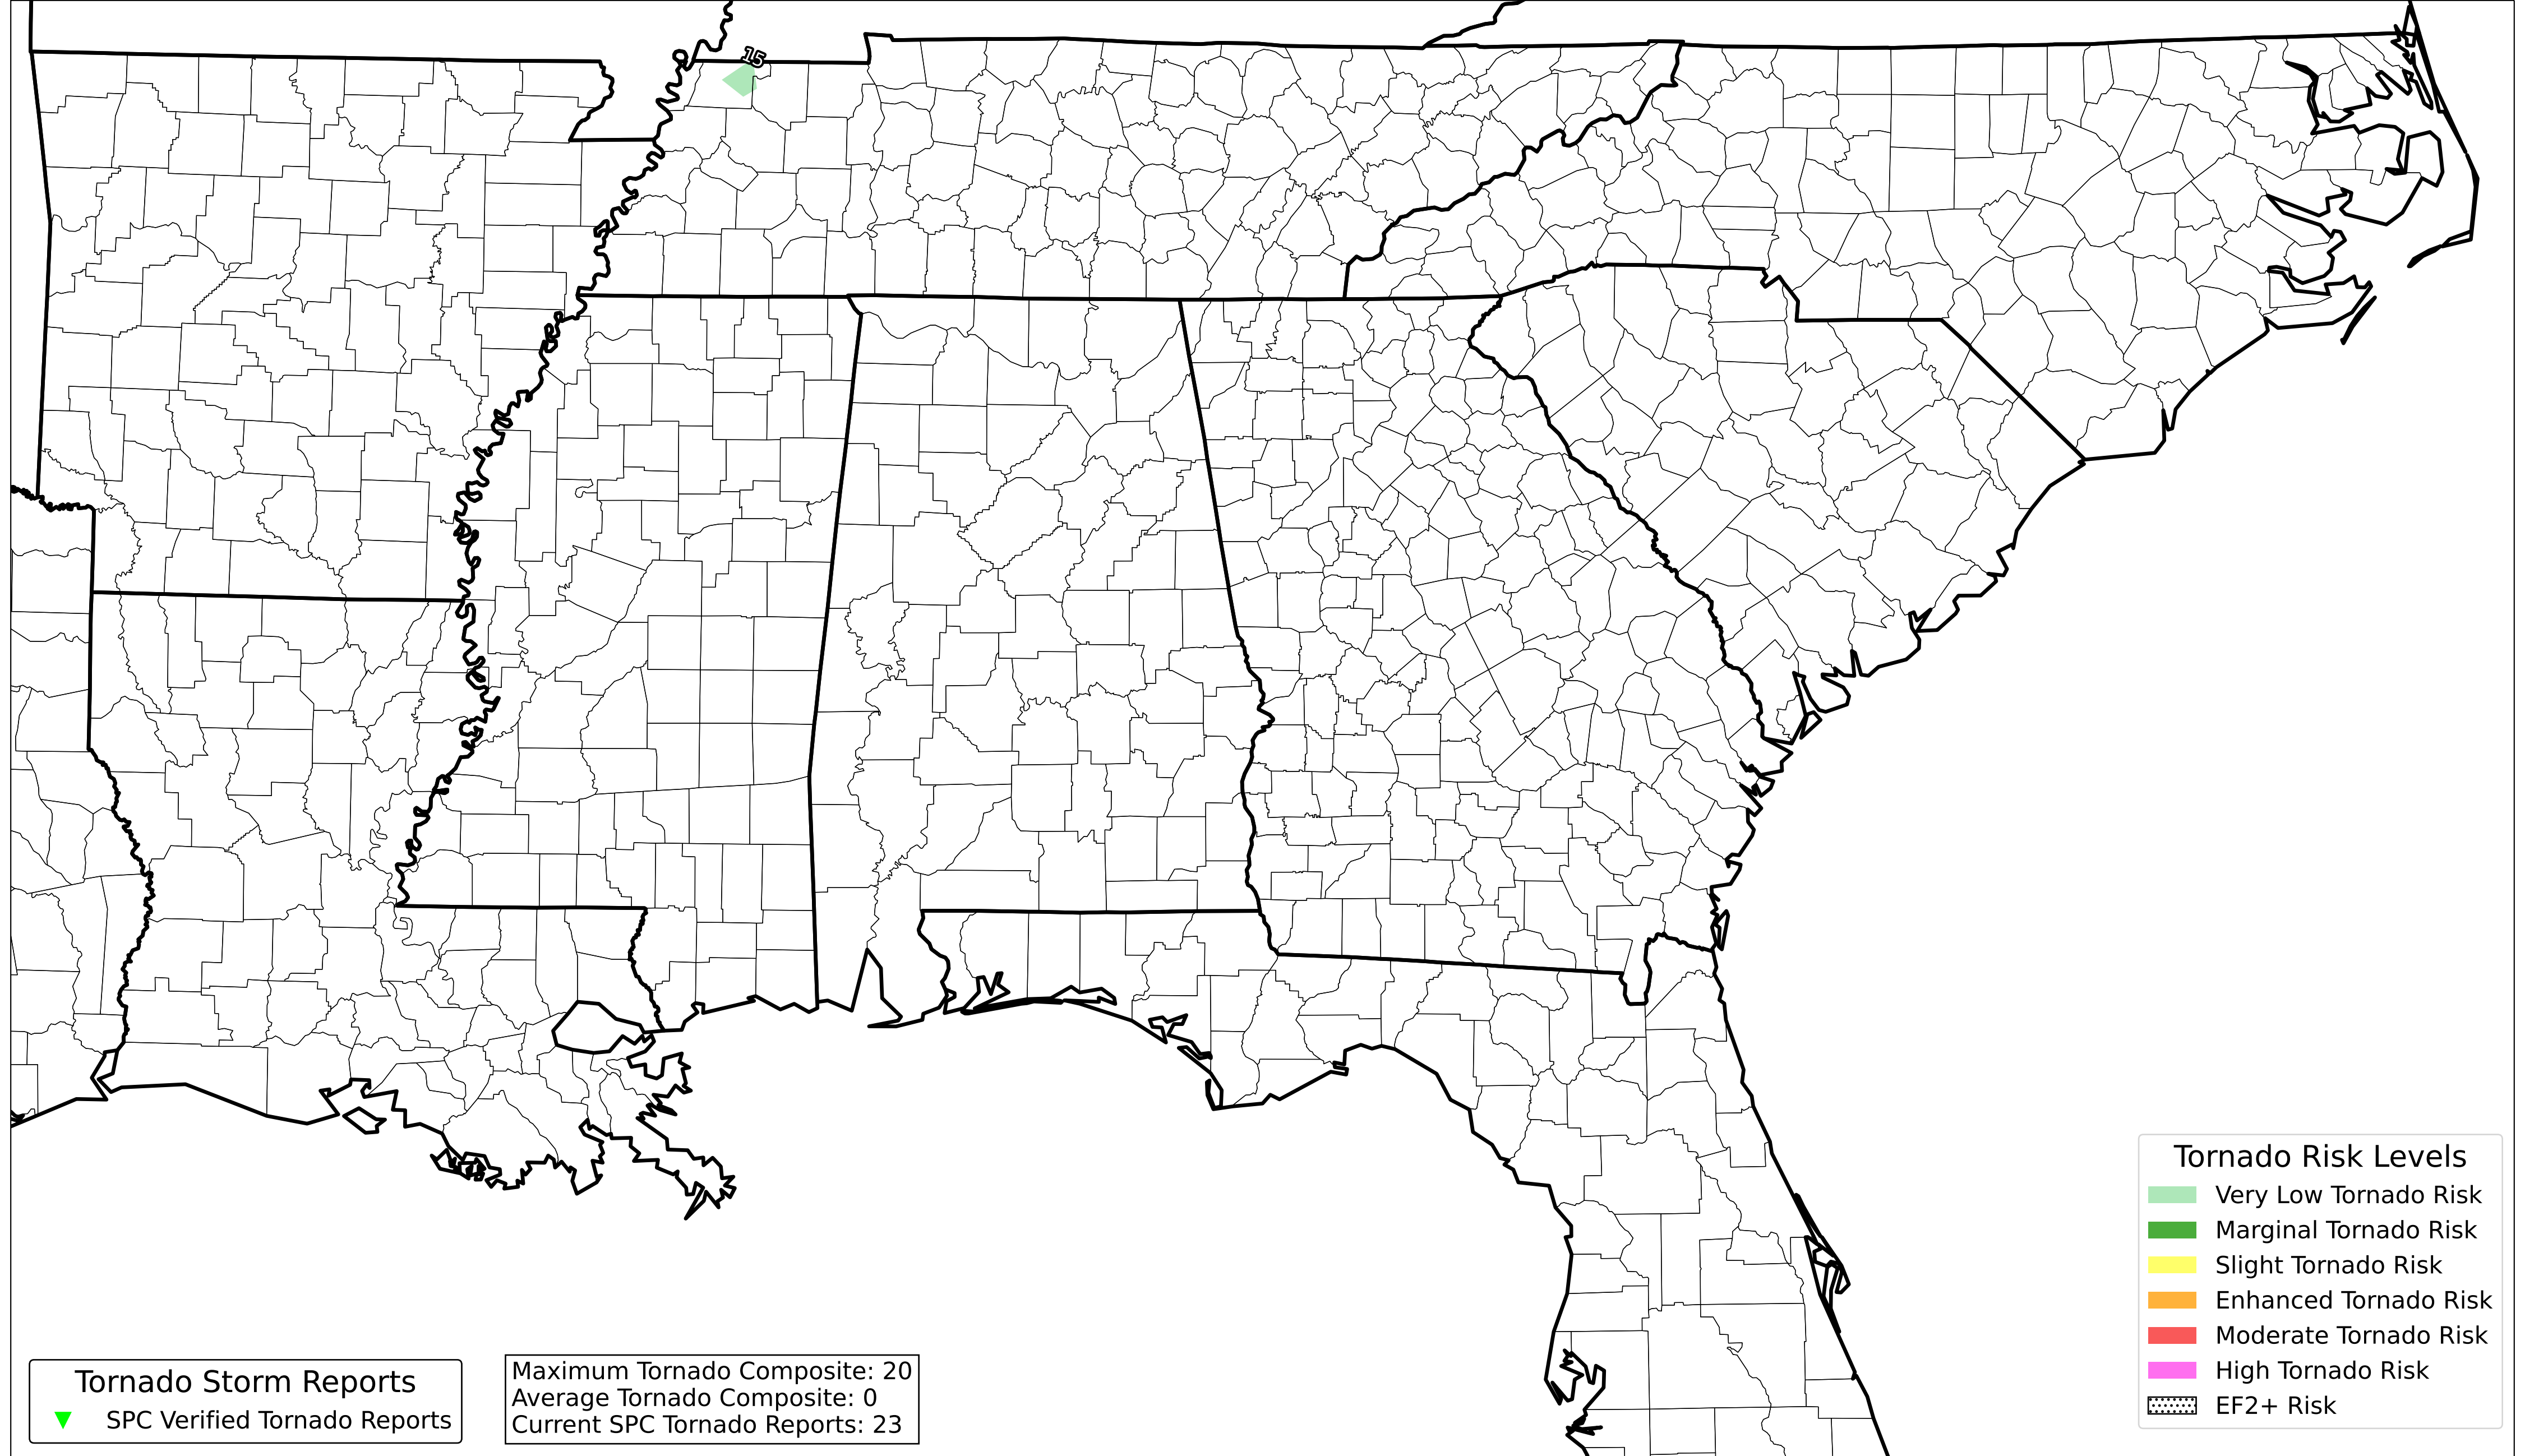 15
Tornado Risk Levels
Very Low Tornado Risk
Marginal Tornado Risk
Slight Tornado Risk
Enhanced Tornado Risk
Moderate Tornado Risk
High Tornado Risk
EF2+ Risk
Tornado Storm Reports
SPC Verified Tornado Reports
Maximum Tornado Composite: 20
Average Tornado Composite: 0
Current SPC Tornado Reports: 23